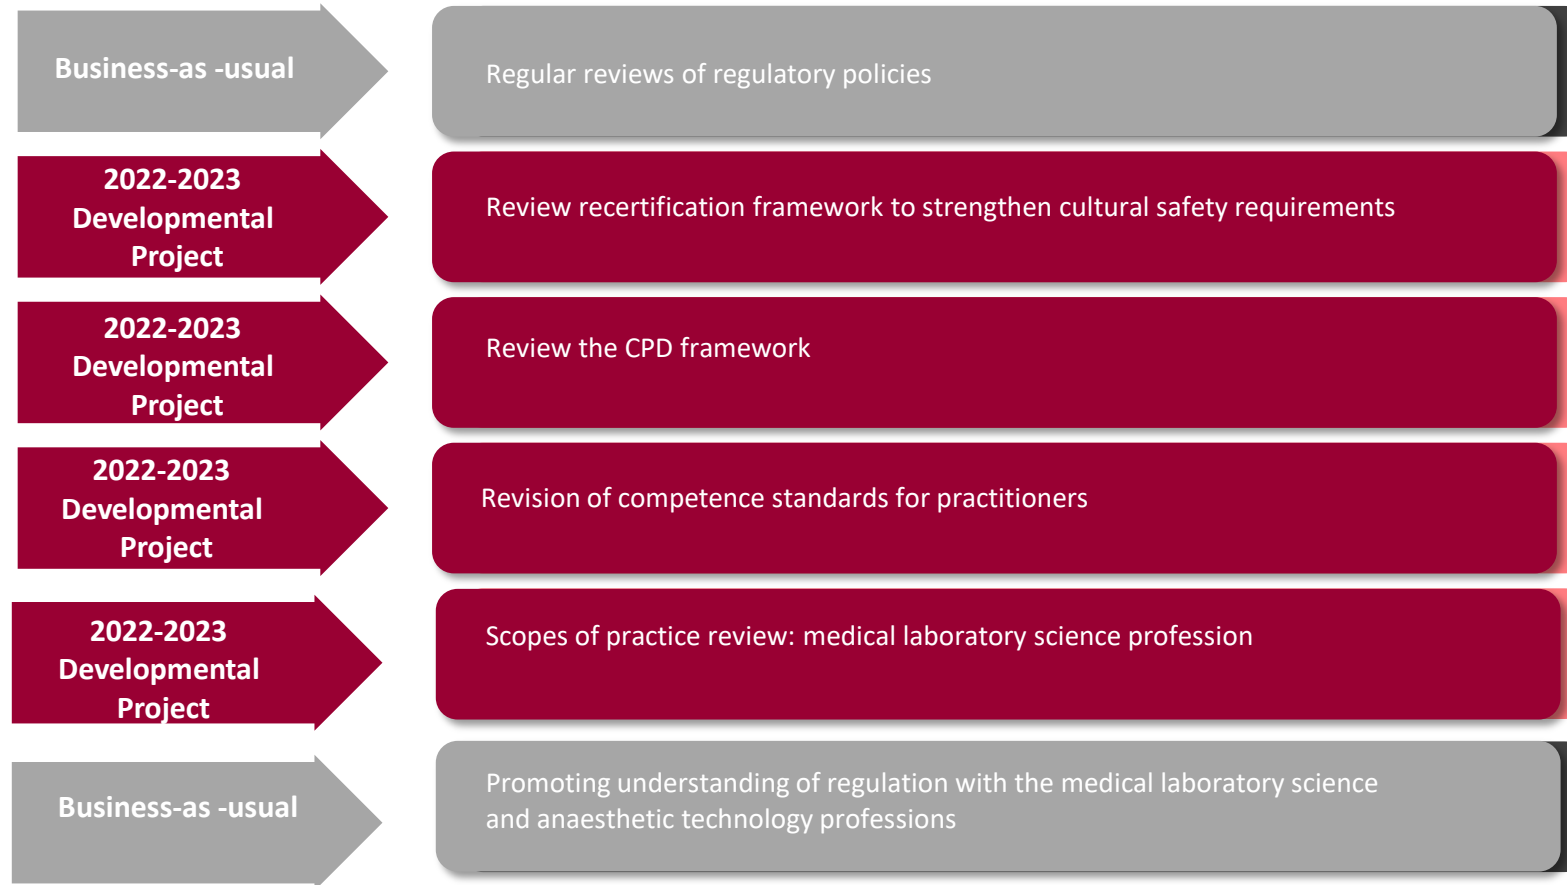 Business-as -usual
Regular reviews of regulatory policies
2022-2023
Developmental
Project
Review recertification framework to strengthen cultural safety requirements
2022-2023
Developmental
Project
Review the CPD framework
2022-2023
Developmental
Project
Revision of competence standards for practitioners
2022-2023
Developmental
Project
Scopes of practice review: medical laboratory science profession
Business-as -usual
Promoting understanding of regulation with the medical laboratory science
and anaesthetic technology professions